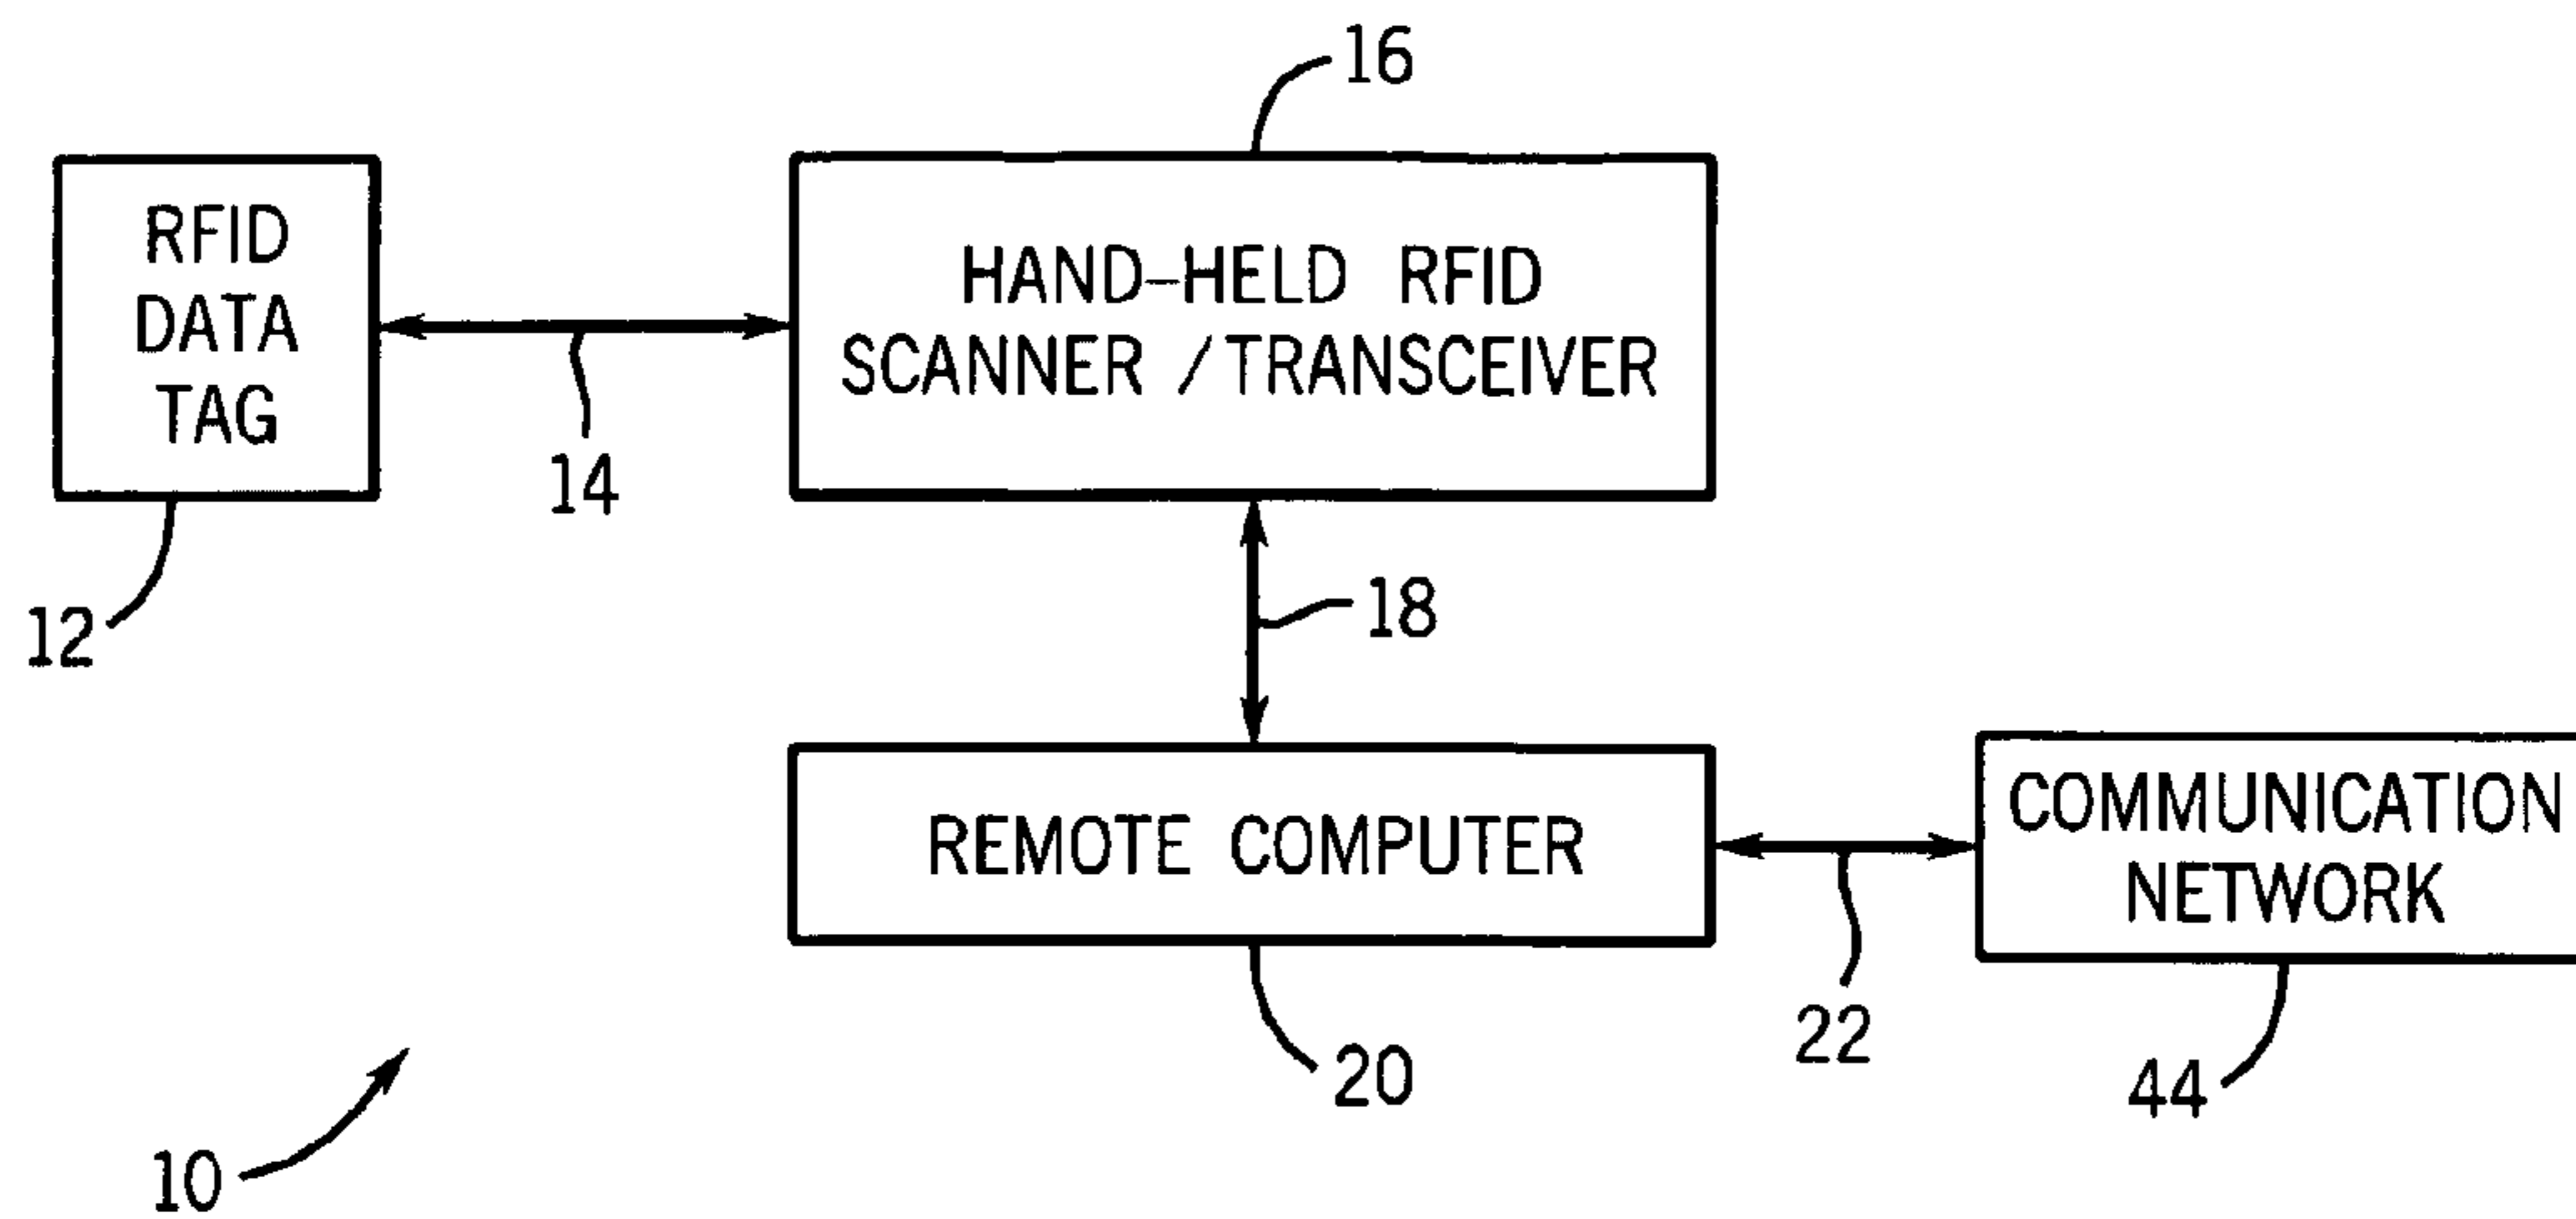 16
RFID
DATA
TAG
HAND-HELD RFID
SCANNER /TRANSCEIVER
14
12
18
REMOTE COMPUTER
COMMUNICATION
NETWORK
22
20
44
10